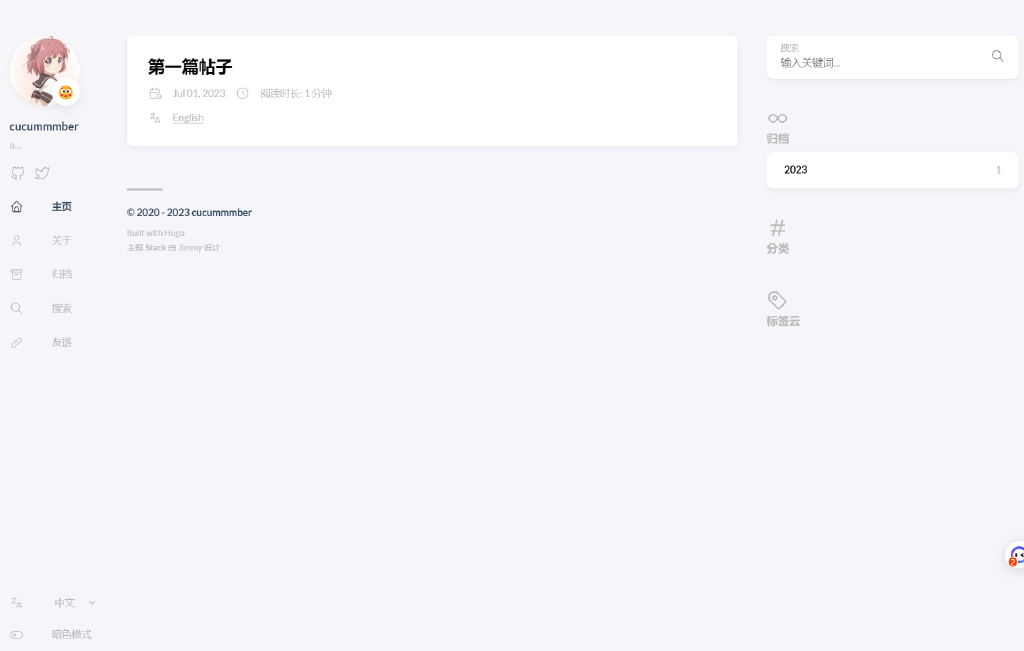 cucummmber
a...
主页
关于
归档
搜索
友链
中文
暗色模式
第一篇帖子
Jul 01, 2023 阅读时长: 1 分钟
English
© 2020 - 2023 cucummmber
Built with Hugo
主题 Stack 由 Jimmy 设计
搜索
输入关键词...
归档
2023 1
分类
标签云
2